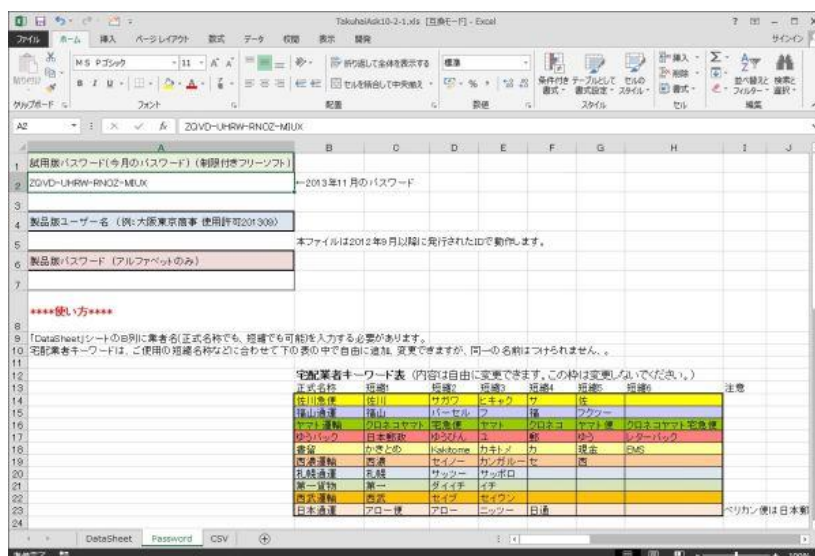 TakuhaiAsk10-2-1.xls [互換モード] - Excel
ファイル ホーム 挿入 ページ レイアウト 数式 データ 校閲 表示 開発 サインイン
MS Pゴシック 11 折り返して全体を表示する 標準 挿入
B I U セルを結合して中央揃え % 削除
条件付き書式 テーブルとして書式設定 セルのスタイル 書式 並べ替えとフィルター 検索と選択
クリップボード フォント 配置 数値 スタイル セル 編集
A2 ZQVD-UHRW-RNOZ-MIUX
A B C D E F G H I J
1 試用版パスワード(今月のパスワード) (制限付きフリーソフト)
2 ZQVD-UHRW-RNOZ-MIUX ←2013年11月のパスワード
3
4 製品版ユーザー名 (例:大阪東京商事 使用許可201309)
5 本ファイルは2012年9月以降に発行されたIDで動作します。
6 製品版パスワード (アルファベットのみ)
7
8 ****使い方****
9 「DataSheet」シートのB列に業者名(正式名称でも、短縮でも可能)を入力する必要があります。
10 宅配業者キーワードは、ご使用の短縮名称などに合わせて下の表の中で自由に追加、変更できますが、同一の名前はつけられません、。
11
12 宅配業者キーワード表 (内容は自由に変更できます。この枠は変更しないでください。)
13 正式名称 短縮1 短縮2 短縮3 短縮4 短縮5 短縮6 注意
14 佐川急便 佐川 サガワ ヒキャク サ 佐
15 福山通運 福山 パーセル フ 福 フクツー
16 ヤマト運輸 クロネコヤマト 宅急便 ヤマト クロネコ ヤマト便 クロネコヤマト宅急便
17 ゆうパック 日本郵政 ゆうびん ユ 郵 ゆう レターパック
18 書留 かきとめ Kakitome カキトメ カ 現金 EMS
19 西濃運輸 西濃 セイノー カンガルー セ 西
20 札幌通運 札幌 サッツー サッポロ
21 第一貨物 第一 ダイイチ イチ
22 西武運輸 西武 セイブ セイウン
23 日本通運 アロー便 アロー ニッツー 日通 ペリカン便は日本郵
24
DataSheet Password CSV
100%